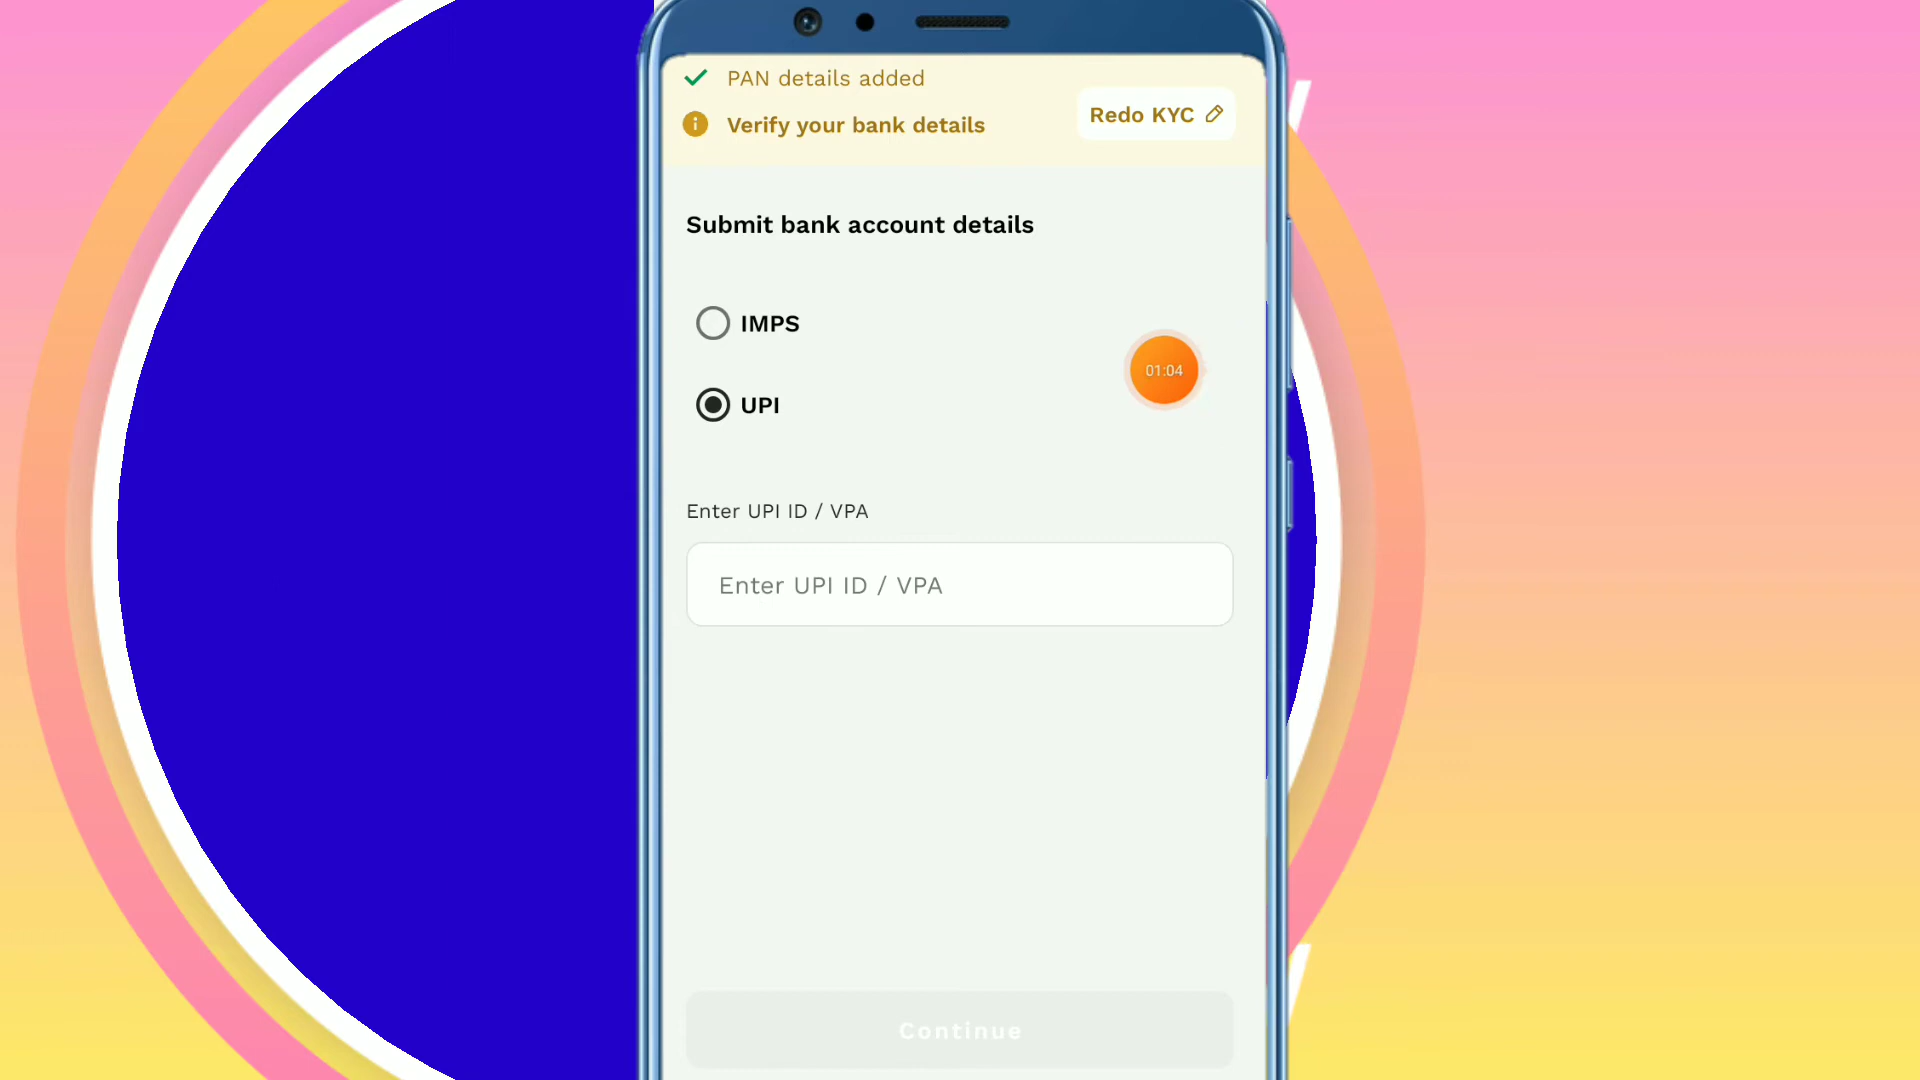 PAN details added
Verify your bank details
Redo KYC
Submit bank account details
IMPS
01:04
UPI
Enter UPI ID / VPA
Enter UPI ID / VPA
Continue